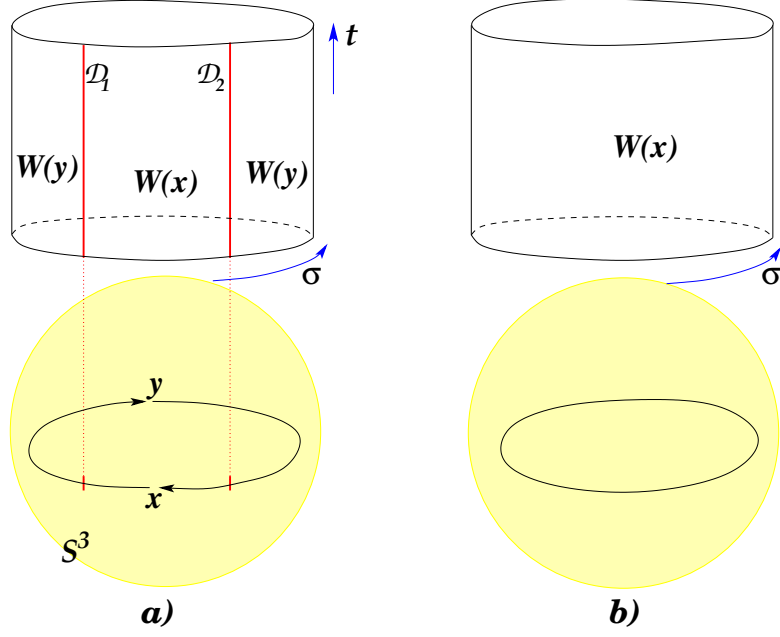 t
𝒟1 𝒟2
W(y) W(x) W(y)
W(x)
σ σ
y
x
S³
a) b)